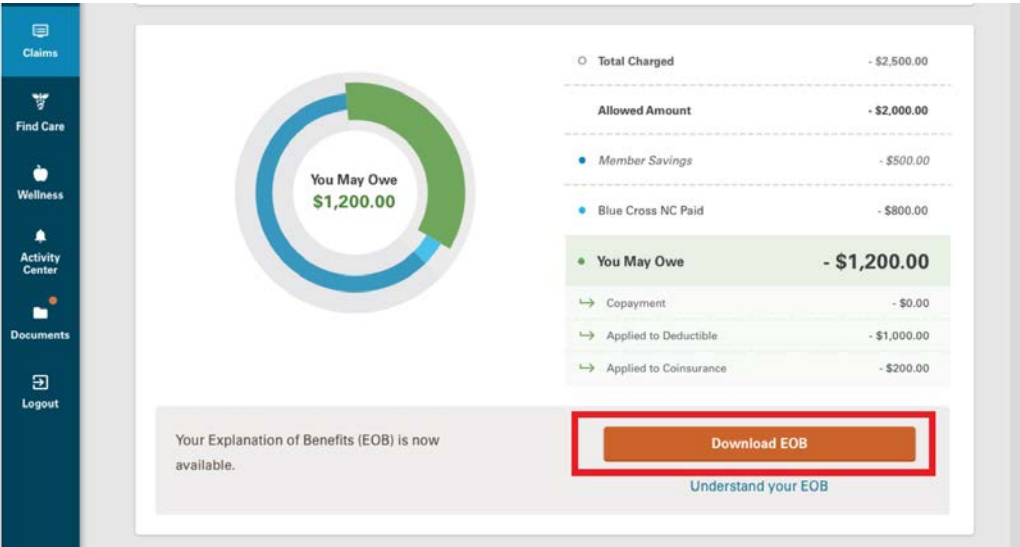 Claims
Find Care
Wellness
Activity
Center
Documents
Logout
You May Owe
$1,200.00
Total Charged - $2,500.00
Allowed Amount - $2,000.00
Member Savings - $500.00
Blue Cross NC Paid - $800.00
You May Owe - $1,200.00
Copayment - $0.00
Applied to Deductible - $1,000.00
Applied to Coinsurance - $200.00
Your Explanation of Benefits (EOB) is now
available.
Download EOB
Understand your EOB